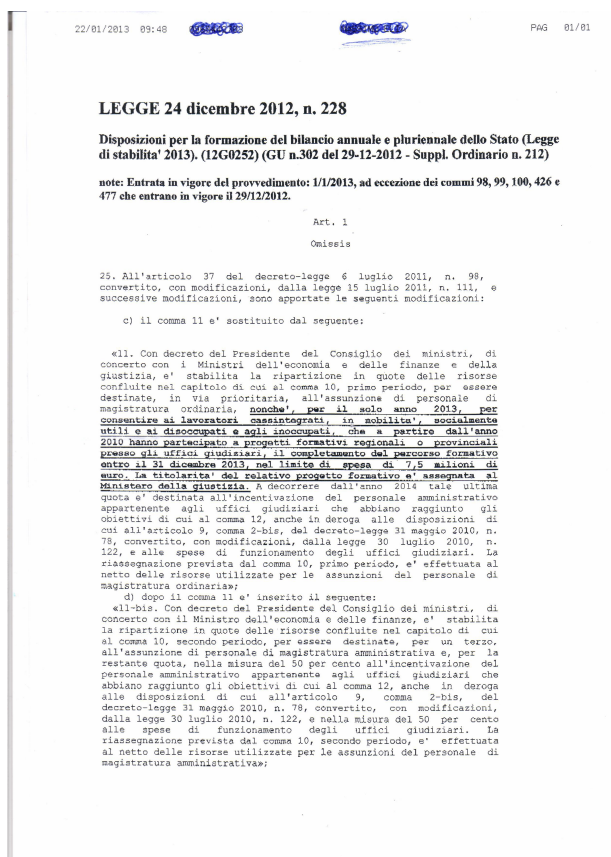 22/01/2013 09:48 PAG 01/01
LEGGE 24 dicembre 2012, n. 228
Disposizioni per la formazione del bilancio annuale e pluriennale dello Stato (Legge
di stabilita' 2013). (12G0252) (GU n.302 del 29-12-2012 - Suppl. Ordinario n. 212)
note: Entrata in vigore del provvedimento: 1/1/2013, ad eccezione dei commi 98, 99, 100, 426 e
477 che entrano in vigore il 29/12/2012.
Art. 1
Omissis
25. All'articolo 37 del decreto-legge 6 luglio 2011, n. 98,
convertito, con modificazioni, dalla legge 15 luglio 2011, n. 111, e
successive modificazioni, sono apportate le seguenti modificazioni:
c) il comma 11 e' sostituito dal seguente:
«11. Con decreto del Presidente del Consiglio dei ministri, di
concerto con i Ministri dell'economia e delle finanze e della
giustizia, e' stabilita la ripartizione in quote delle risorse
confluite nel capitolo di cui al comma 10, primo periodo, per essere
destinate, in via prioritaria, all'assunzione di personale di
magistratura ordinaria, nonche', per il solo anno 2013, per
consentire ai lavoratori cassintegrati, in mobilita', socialmente
utili e ai disoccupati e agli inoccupati, che a partire dall'anno
2010 hanno partecipato a progetti formativi regionali o provinciali
presso gli uffici giudiziari, il completamento del percorso formativo
entro il 31 dicembre 2013, nel limite di spesa di 7,5 milioni di
euro. La titolarita' del relativo progetto formativo e' assegnata al
Ministero della giustizia. A decorrere dall'anno 2014 tale ultima
quota e' destinata all'incentivazione del personale amministrativo
appartenente agli uffici giudiziari che abbiano raggiunto gli
obiettivi di cui al comma 12, anche in deroga alle disposizioni di
cui all'articolo 9, comma 2-bis, del decreto-legge 31 maggio 2010, n.
78, convertito, con modificazioni, dalla legge 30 luglio 2010, n.
122, e alle spese di funzionamento degli uffici giudiziari. La
riassegnazione prevista dal comma 10, primo periodo, e' effettuata al
netto delle risorse utilizzate per le assunzioni del personale di
magistratura ordinaria»;
d) dopo il comma 11 e' inserito il seguente:
«11-bis. Con decreto del Presidente del Consiglio dei ministri, di
concerto con il Ministro dell'economia e delle finanze, e' stabilita
la ripartizione in quote delle risorse confluite nel capitolo di cui
al comma 10, secondo periodo, per essere destinate, per un terzo,
all'assunzione di personale di magistratura amministrativa e, per la
restante quota, nella misura del 50 per cento all'incentivazione del
personale amministrativo appartenente agli uffici giudiziari che
abbiano raggiunto gli obiettivi di cui al comma 12, anche in deroga
alle disposizioni di cui all'articolo 9, comma 2-bis, del
decreto-legge 31 maggio 2010, n. 78, convertito, con modificazioni,
dalla legge 30 luglio 2010, n. 122, e nella misura del 50 per cento
alle spese di funzionamento degli uffici giudiziari. La
riassegnazione prevista dal comma 10, secondo periodo, e' effettuata
al netto delle risorse utilizzate per le assunzioni del personale di
magistratura amministrativa»;